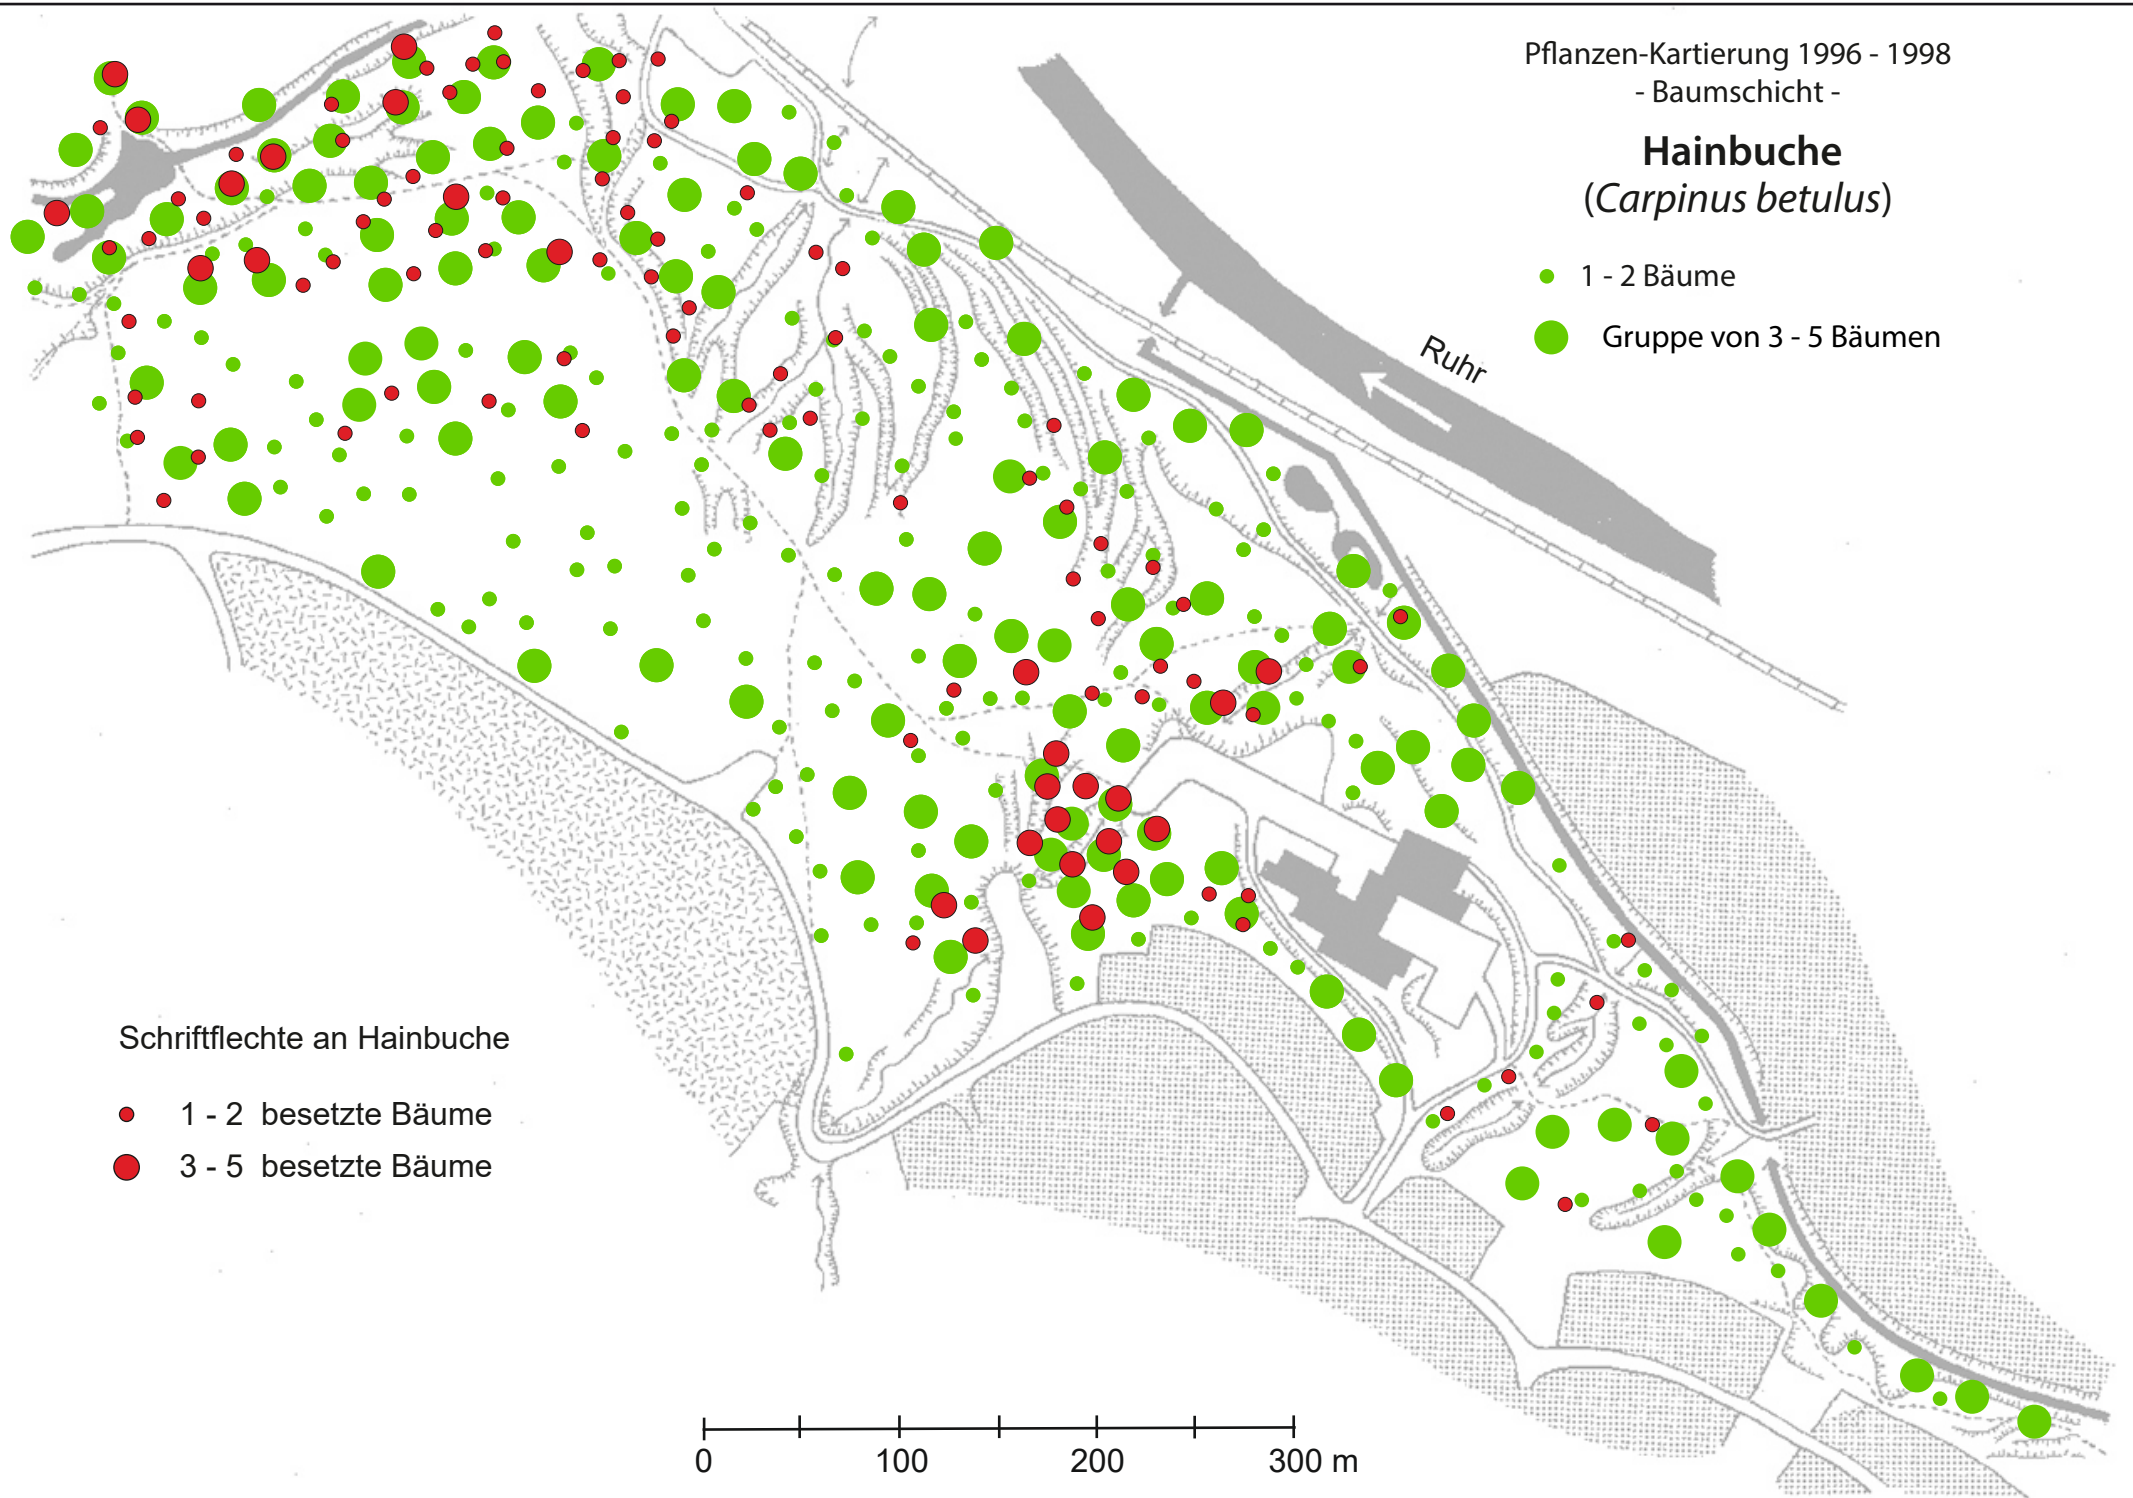 Pflanzen-Kartierung 1996 - 1998
- Baumschicht -
Hainbuche
(Carpinus betulus)
1 - 2 Bäume
Gruppe von 3 - 5 Bäumen
Ruhr
Schriftflechte an Hainbuche
1 - 2 besetzte Bäume
3 - 5 besetzte Bäume
0 100 200 300 m